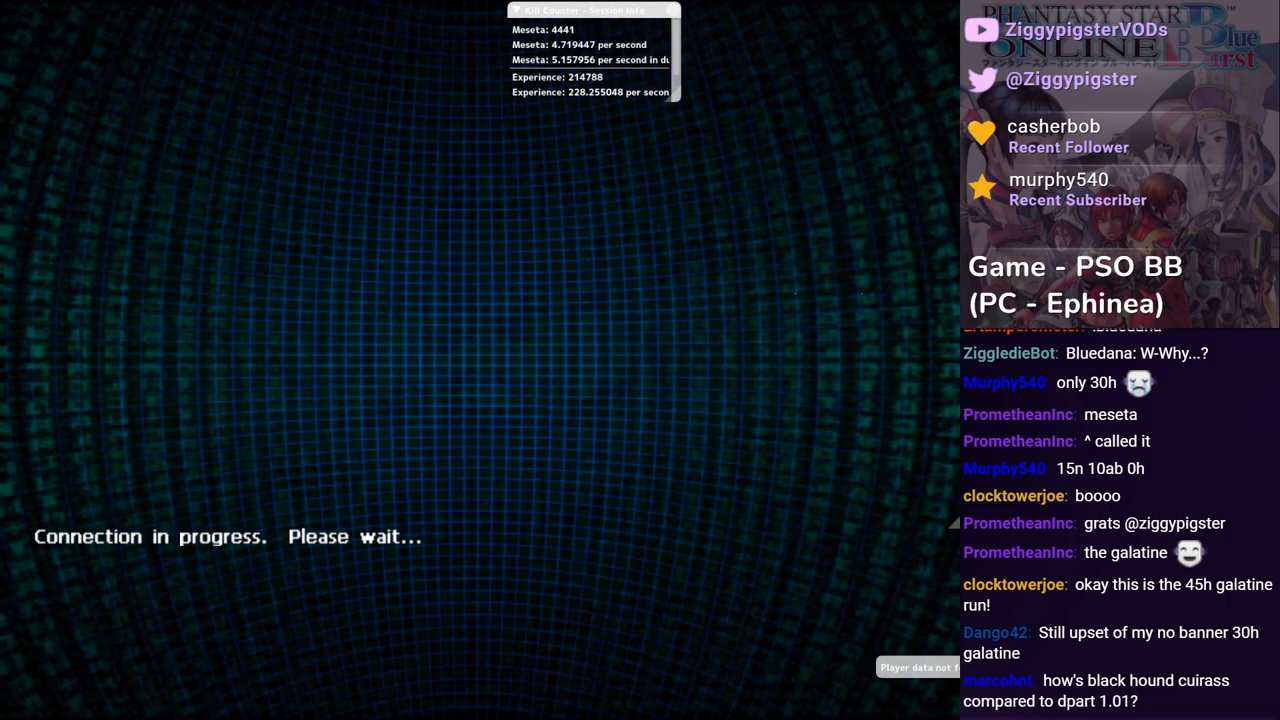 Kill Counter - Session Info
Meseta: 4441
Meseta: 4.719447 per second
Meseta: 5.157956 per second in du
Experience: 214788
Experience: 228.255048 per secon
Connection in progress. Please wait...
Player data not f
PHANTASY STAR
ONLINE Blue Burst
ZiggypigsterVODs
@Ziggypigster
casherbob
Recent Follower
murphy540
Recent Subscriber
Game - PSO BB
(PC - Ephinea)
ZiggledieBot: Bluedana: W-Why...?
Murphy540: only 30h
PrometheanInc: meseta
PrometheanInc: ^ called it
Murphy540: 15n 10ab 0h
clocktowerjoe: boooo
PrometheanInc: grats @ziggypigster
PrometheanInc: the galatine
clocktowerjoe: okay this is the 45h galatine
run!
Dango42: Still upset of my no banner 30h
galatine
marcohnt: how's black hound cuirass
compared to dpart 1.01?